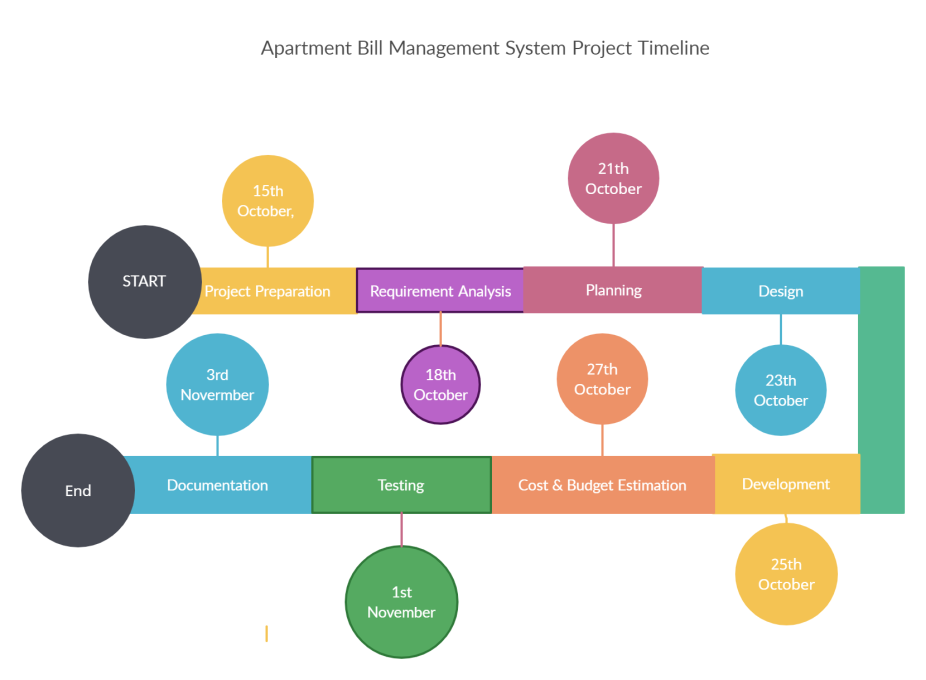 Apartment Bill Management System Project Timeline
21th
October
15th
October,
START
Project Preparation
Requirement Analysis
Planning
Design
3rd
Novermber
18th
October
27th
October
23th
October
End
Documentation
Testing
Cost & Budget Estimation
Development
1st
November
25th
October